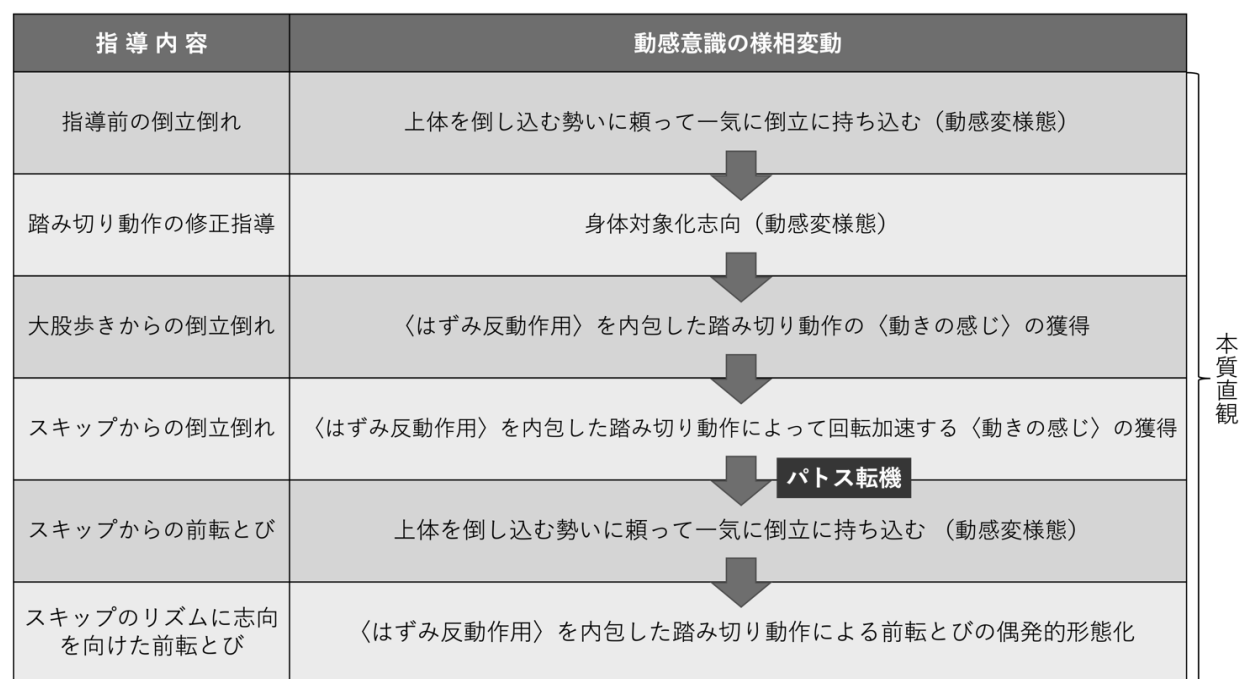 指 導 内 容
動感意識の様相変動
指導前の倒立倒れ
上体を倒し込む勢いに頼って一気に倒立に持ち込む（動感変様態）
踏み切り動作の修正指導
身体対象化志向（動感変様態）
大股歩きからの倒立倒れ
〈はずみ反動作用〉を内包した踏み切り動作の〈動きの感じ〉の獲得
スキップからの倒立倒れ
〈はずみ反動作用〉を内包した踏み切り動作によって回転加速する〈動きの感じ〉の獲得
パトス転機
スキップからの前転とび
上体を倒し込む勢いに頼って一気に倒立に持ち込む （動感変様態）
スキップのリズムに志向
を向けた前転とび
〈はずみ反動作用〉を内包した踏み切り動作による前転とびの偶発的形態化
本質直観